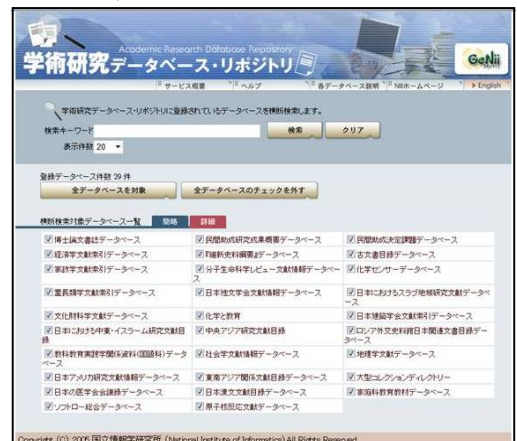 Academic Research Database Repository
学術研究データベース・リポジトリ
GeNii
サービス概要 ヘルプ 各データベース説明 NIIホームページ English
学術研究データベース・リポジトリに登録されているデータベースを横断検索します。
検索キーワード 検索 クリア
表示件数 20
登録データベース件数 29 件
全データベースを対象 全データベースのチェックを外す
横断検索対象データベース一覧 簡略 詳細
博士論文書誌データベース 民間助成研究成果概要データベース 民間助成決定課題データベース
経済学文献索引データベース 『維新史料綱要』データベース 古文書目録データベース
家政学文献索引データベース 分子生命科学レビュー文献情報データベー
ス 化学センサーデータベース
霊長類学文献索引データベース 日本独文学会文献情報データベース 日本におけるスラブ地域研究文献データベ
ース
文化財科学文献データベース 化学と教育 日本建築学会文献索引データベース
日本における中東・イスラーム研究文献目
録 中央アジア研究文献目録 ロシア外交史料館日本関連文書目録デー
タベース
教科教育実践学関係資料(国語科)データ
ベース 社会学文献情報データベース 地理学文献データベース
日本アメリカ研究文献情報データベース 東南アジア関係文献目録データベース 大型コレクションディレクトリー
日本の医学会会議録データベース 日本漢文文献目録データベース 家庭科教育教材データベース
ソフトロー総合データベース 原子核反応文献データベース
Copyright (C) 2005 国立情報学研究所 (National Institute of Informatics) All Rights Reserved